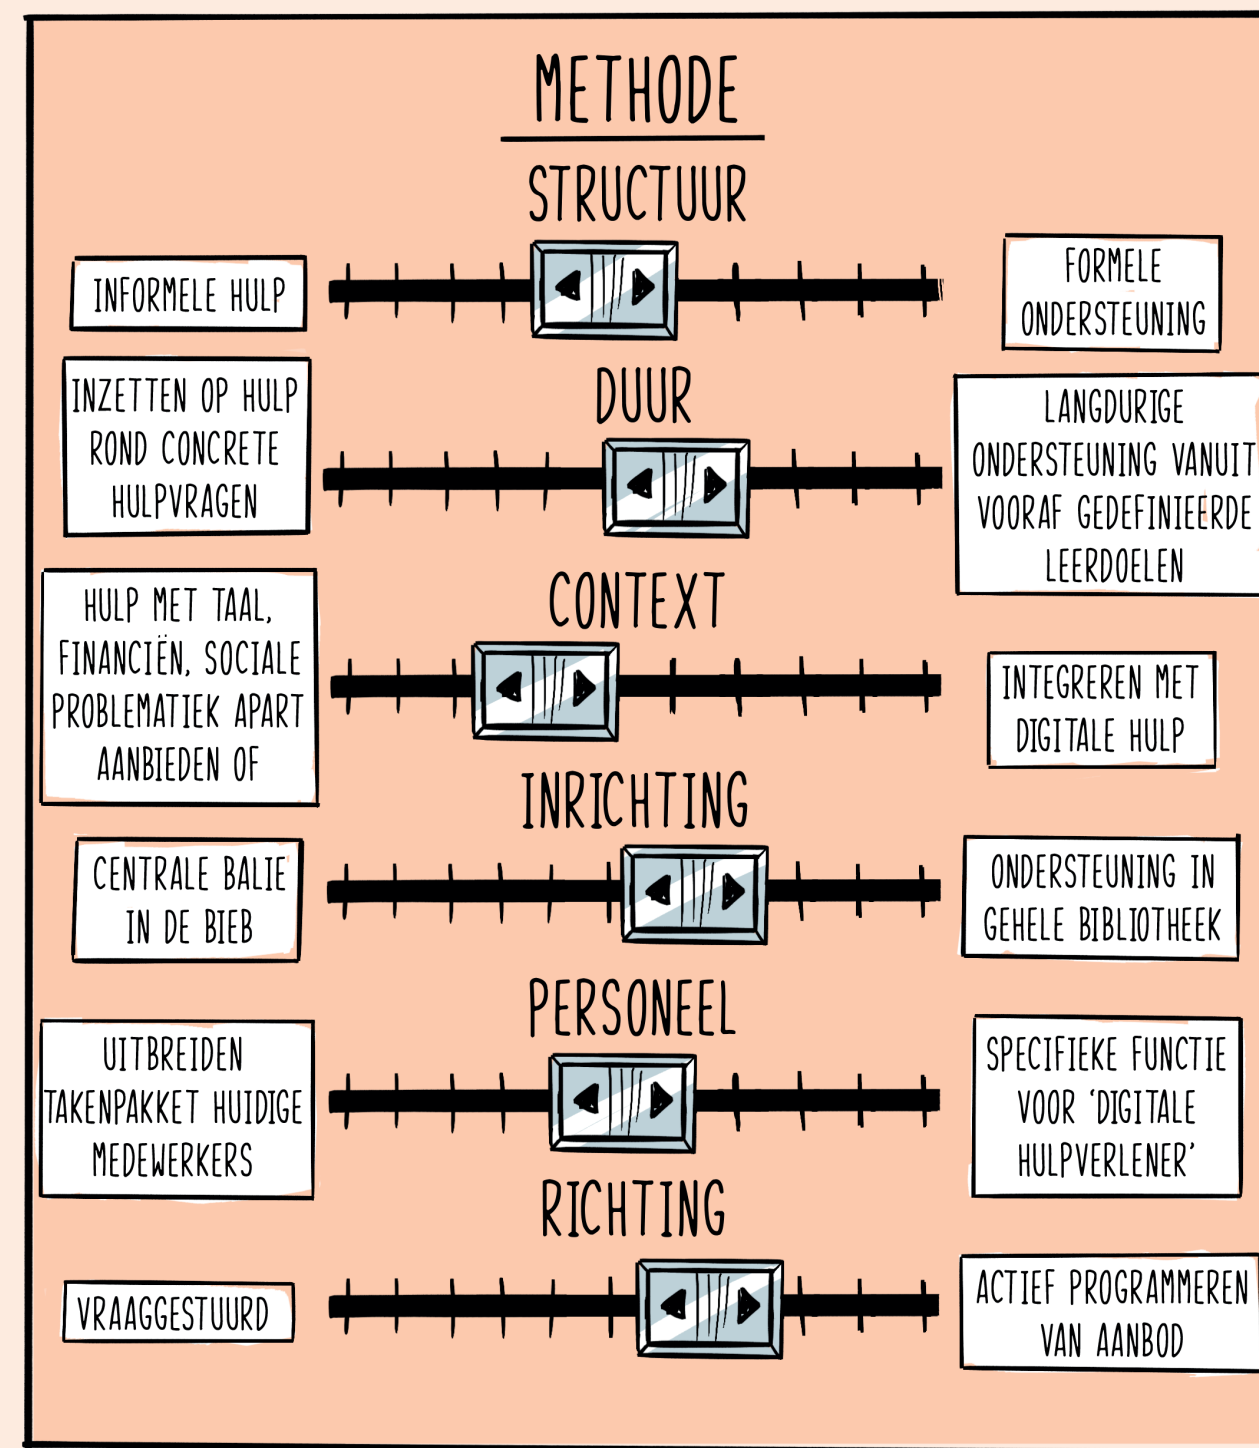 METHODE
STRUCTUUR
INFORMELE HULP
FORMELE
ONDERSTEUNING
DUUR
INZETTEN OP HULP
ROND CONCRETE
HULPVRAGEN
LANGDURIGE
ONDERSTEUNING VANUIT
VOORAF GEDEFINIEERDE
LEERDOELEN
CONTEXT
HULP MET TAAL,
FINANCIËN, SOCIALE
PROBLEMATIEK APART
AANBIEDEN OF
INTEGREREN MET
DIGITALE HULP
INRICHTING
CENTRALE BALIE
IN DE BIEB
ONDERSTEUNING IN
GEHELE BIBLIOTHEEK
PERSONEEL
UITBREIDEN
TAKENPAKKET HUIDIGE
MEDEWERKERS
SPECIFIEKE FUNCTIE
VOOR ‘DIGITALE
HULPVERLENER’
RICHTING
VRAAGGESTUURD
ACTIEF PROGRAMMEREN
VAN AANBOD